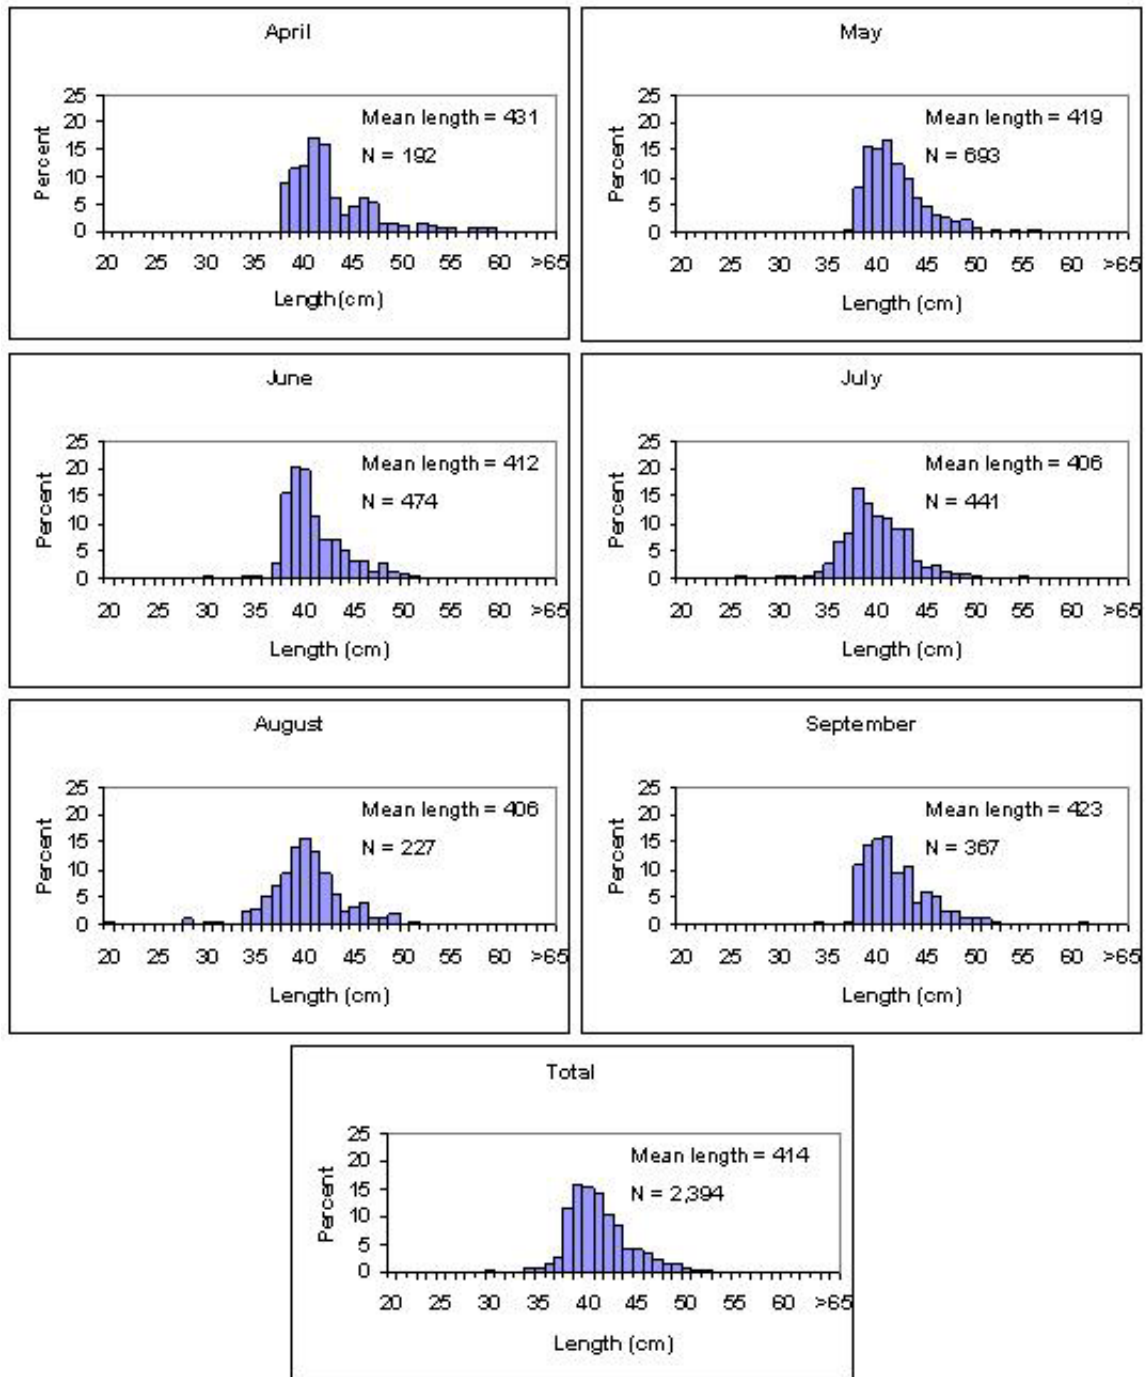 April
25
20
15
10
5
0
Percent
Mean length = 431
N = 192
20 25 30 35 40 45 50 55 60 >65
Length(cm)
May
25
20
15
10
5
0
Percent
Mean length = 419
N = 693
20 25 30 35 40 45 50 55 60 >65
Length (cm)
June
25
20
15
10
5
0
Percent
Mean length = 412
N = 474
20 25 30 35 40 45 50 55 60 >65
Length (cm)
July
25
20
15
10
5
0
Percent
Mean length = 406
N = 441
20 25 30 35 40 45 50 55 60 >65
Length (cm)
August
25
20
15
10
5
0
Percent
Mean length = 406
N = 227
20 25 30 35 40 45 50 55 60 >65
Length (cm)
September
25
20
15
10
5
0
Percent
Mean length = 423
N = 367
20 25 30 35 40 45 50 55 60 >65
Length (cm)
Total
25
20
15
10
5
0
Percent
Mean length = 414
N = 2,394
20 25 30 35 40 45 50 55 60 >65
Length (cm)